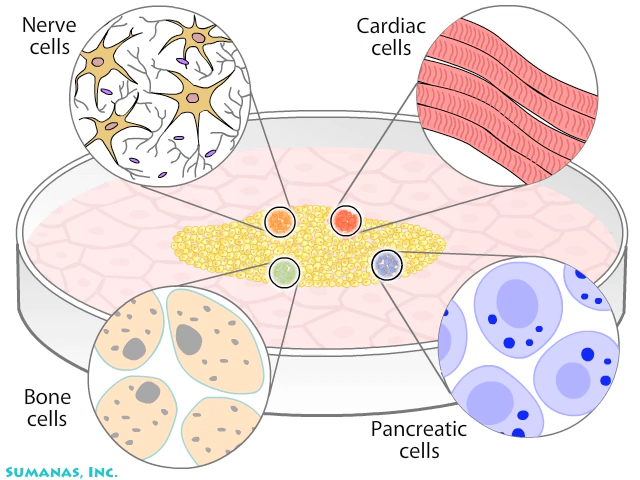 Nerve
cells
Cardiac
cells
Bone
cells
Pancreatic
cells
SUMANAS, INC.